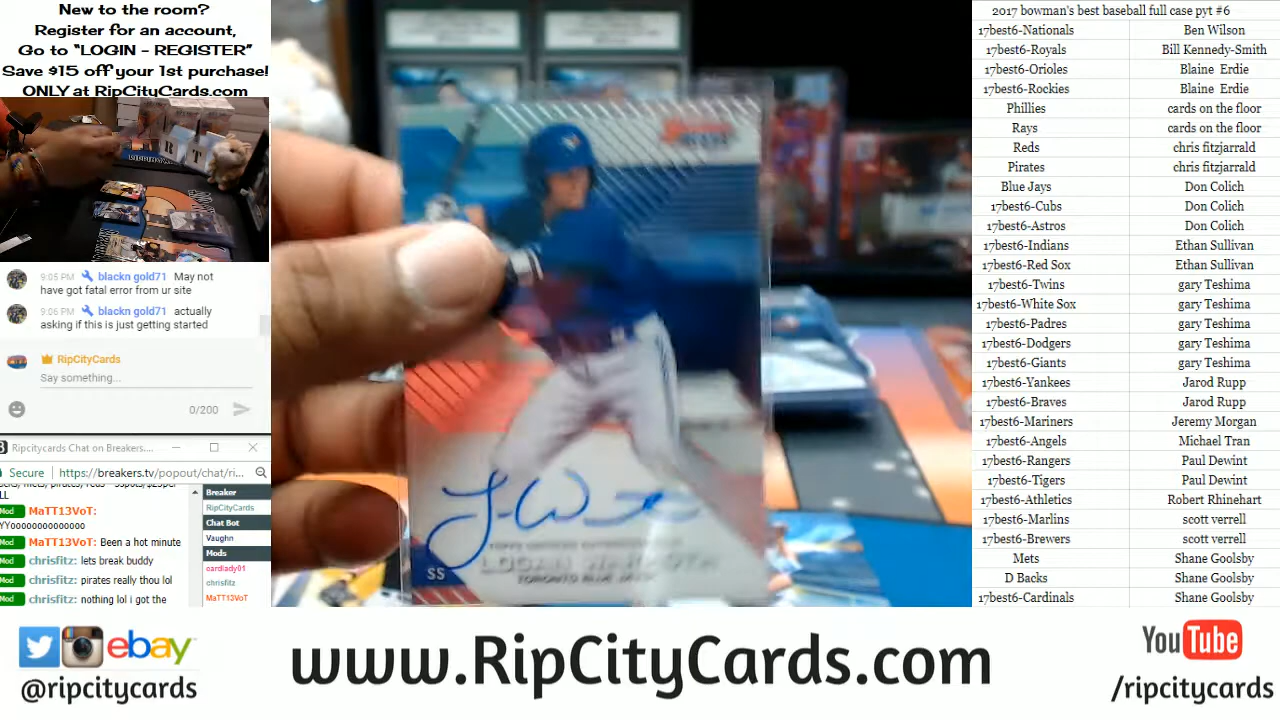 New to the room?
Register for an account,
Go to “LOGIN - REGISTER”
Save $15 off your 1st purchase!
ONLY at RipCityCards.com
9:05 PM blackn gold71 May not
have got fatal error from ur site
9:06 PM blackn gold71 actually
asking if this is just getting started
RipCityCards
Say something...
0/200
Ripcitycards Chat on Breakers....
Secure https://breakers.tv/popout/chat/ri...
Mod MaTT13VoT:
YYoooooooooooooo
Mod MaTT13VoT: Been a hot minute
Mod chrisfitz: lets break buddy
Mod chrisfitz: pirates really thou lol
Mod chrisfitz: nothing lol i got the
Breaker
RipCityCards
Chat Bot
Vaughn
Mods
cardlady01
chrisfitz
MaTT13VoT
R T
SS
TORONTO BLUE JAYS
2017 bowman's best baseball full case pyt #6
17best6-Nationals Ben Wilson
17best6-Royals Bill Kennedy-Smith
17best6-Orioles Blaine Erdie
17best6-Rockies Blaine Erdie
Phillies cards on the floor
Rays cards on the floor
Reds chris fitzjarrald
Pirates chris fitzjarrald
Blue Jays Don Colich
17best6-Cubs Don Colich
17best6-Astros Don Colich
17best6-Indians Ethan Sullivan
17best6-Red Sox Ethan Sullivan
17best6-Twins gary Teshima
17best6-White Sox gary Teshima
17best6-Padres gary Teshima
17best6-Dodgers gary Teshima
17best6-Giants gary Teshima
17best6-Yankees Jarod Rupp
17best6-Braves Jarod Rupp
17best6-Mariners Jeremy Morgan
17best6-Angels Michael Tran
17best6-Rangers Paul Dewint
17best6-Tigers Paul Dewint
17best6-Athletics Robert Rhinehart
17best6-Marlins scott verrell
17best6-Brewers scott verrell
Mets Shane Goolsby
D Backs Shane Goolsby
17best6-Cardinals Shane Goolsby
ebay
@ripcitycards
www.RipCityCards.com
YouTube
/ripcitycards